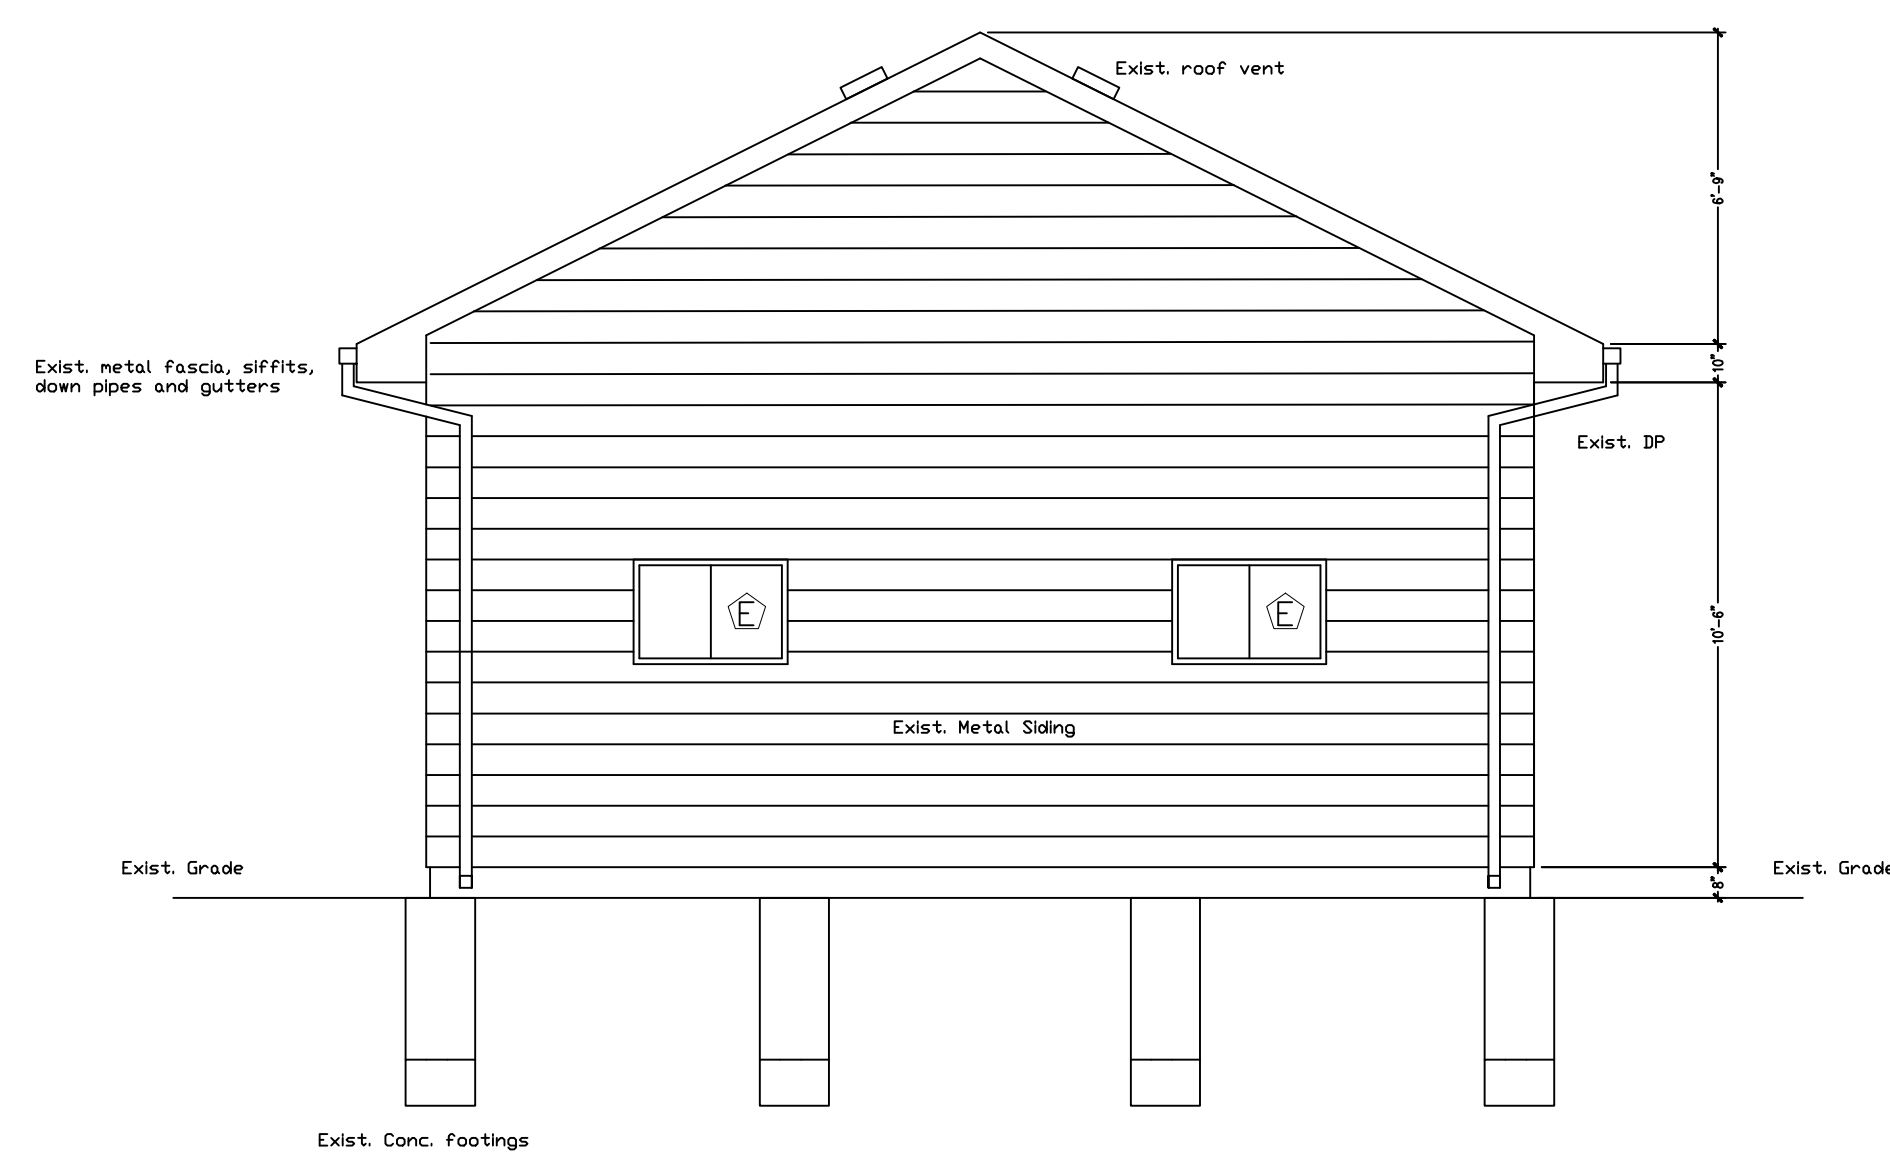 Exist. roof vent
6'-9"
Exist. metal fascia, siffits,
down pipes and gutters
10"
Exist. DP
E
E
10'-6"
Exist. Metal Siding
Exist. Grade
Exist. Grade
8"
Exist. Conc. footings